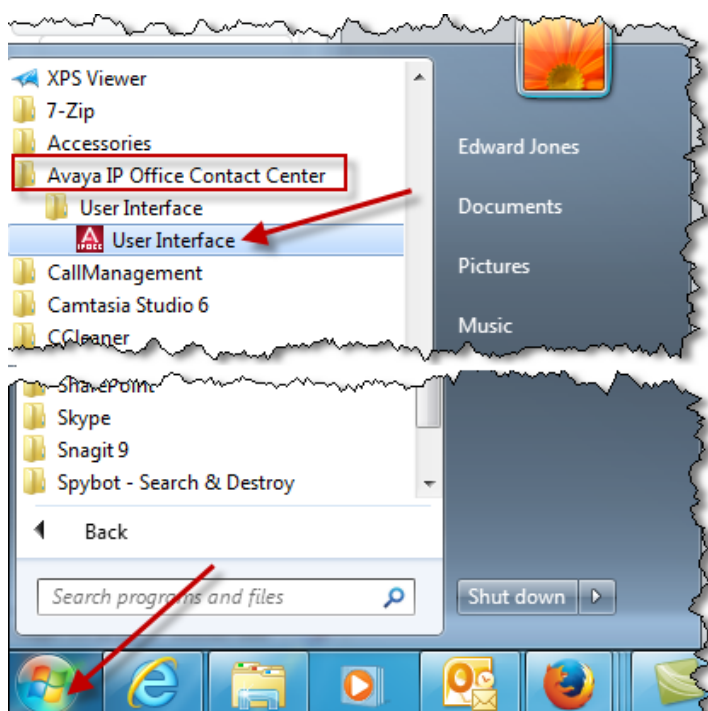 XPS Viewer
7-Zip
Accessories
Avaya IP Office Contact Center
User Interface
User Interface
CallManagement
Camtasia Studio 6
CCleaner
Edward Jones
Documents
Pictures
Music
SharePoint
Skype
Snagit 9
Spybot - Search & Destroy
Back
Search programs and files
Shut down